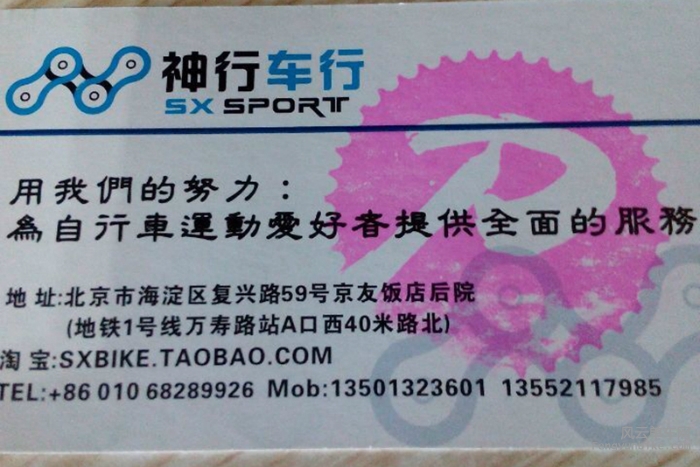 神行车行
SX SPORT
用我們的努力：
為自行車運動愛好者提供全面的服務
地 址:北京市海淀区复兴路59号京友饭店后院
(地铁1号线万寿路站A口西40米路北)
淘 宝:SXBIKE.TAOBAO.COM
TEL:+86 010 68289926 Mob:13501323601 13552117985